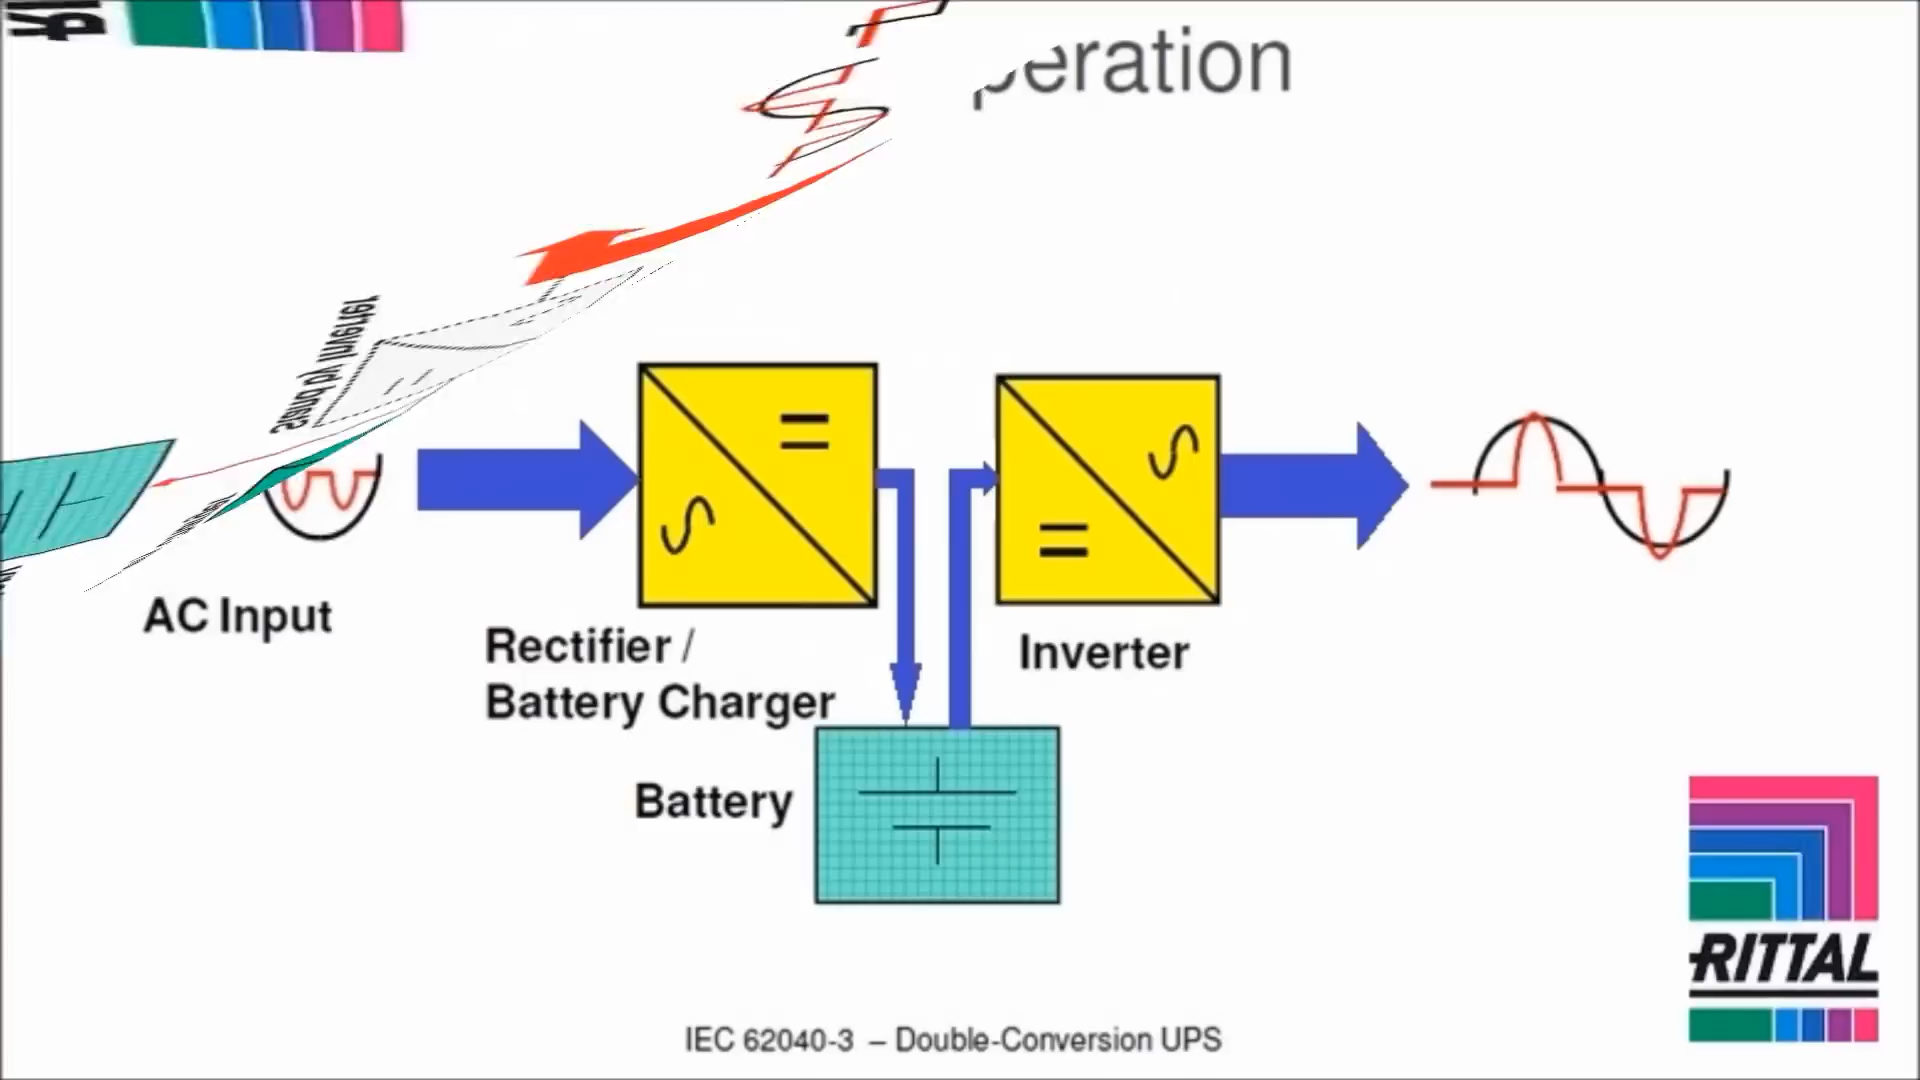 peration
AC Input
Rectifier /
Battery Charger
Inverter
Battery
RITTAL
IEC 62040-3 – Double-Conversion UPS